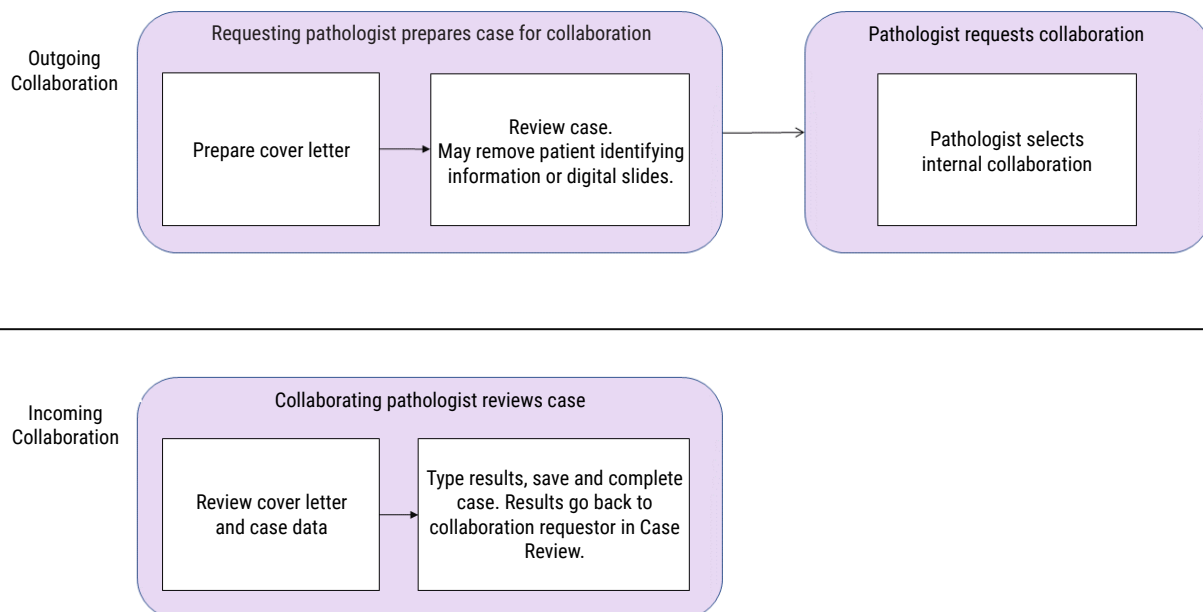 Requesting pathologist prepares case for collaboration
Pathologist requests collaboration
Outgoing
Collaboration
Prepare cover letter
Review case.
May remove patient identifying
information or digital slides.
Pathologist selects
internal collaboration
Collaborating pathologist reviews case
Incoming
Collaboration
Review cover letter
and case data
Type results, save and complete
case. Results go back to
collaboration requestor in Case
Review.